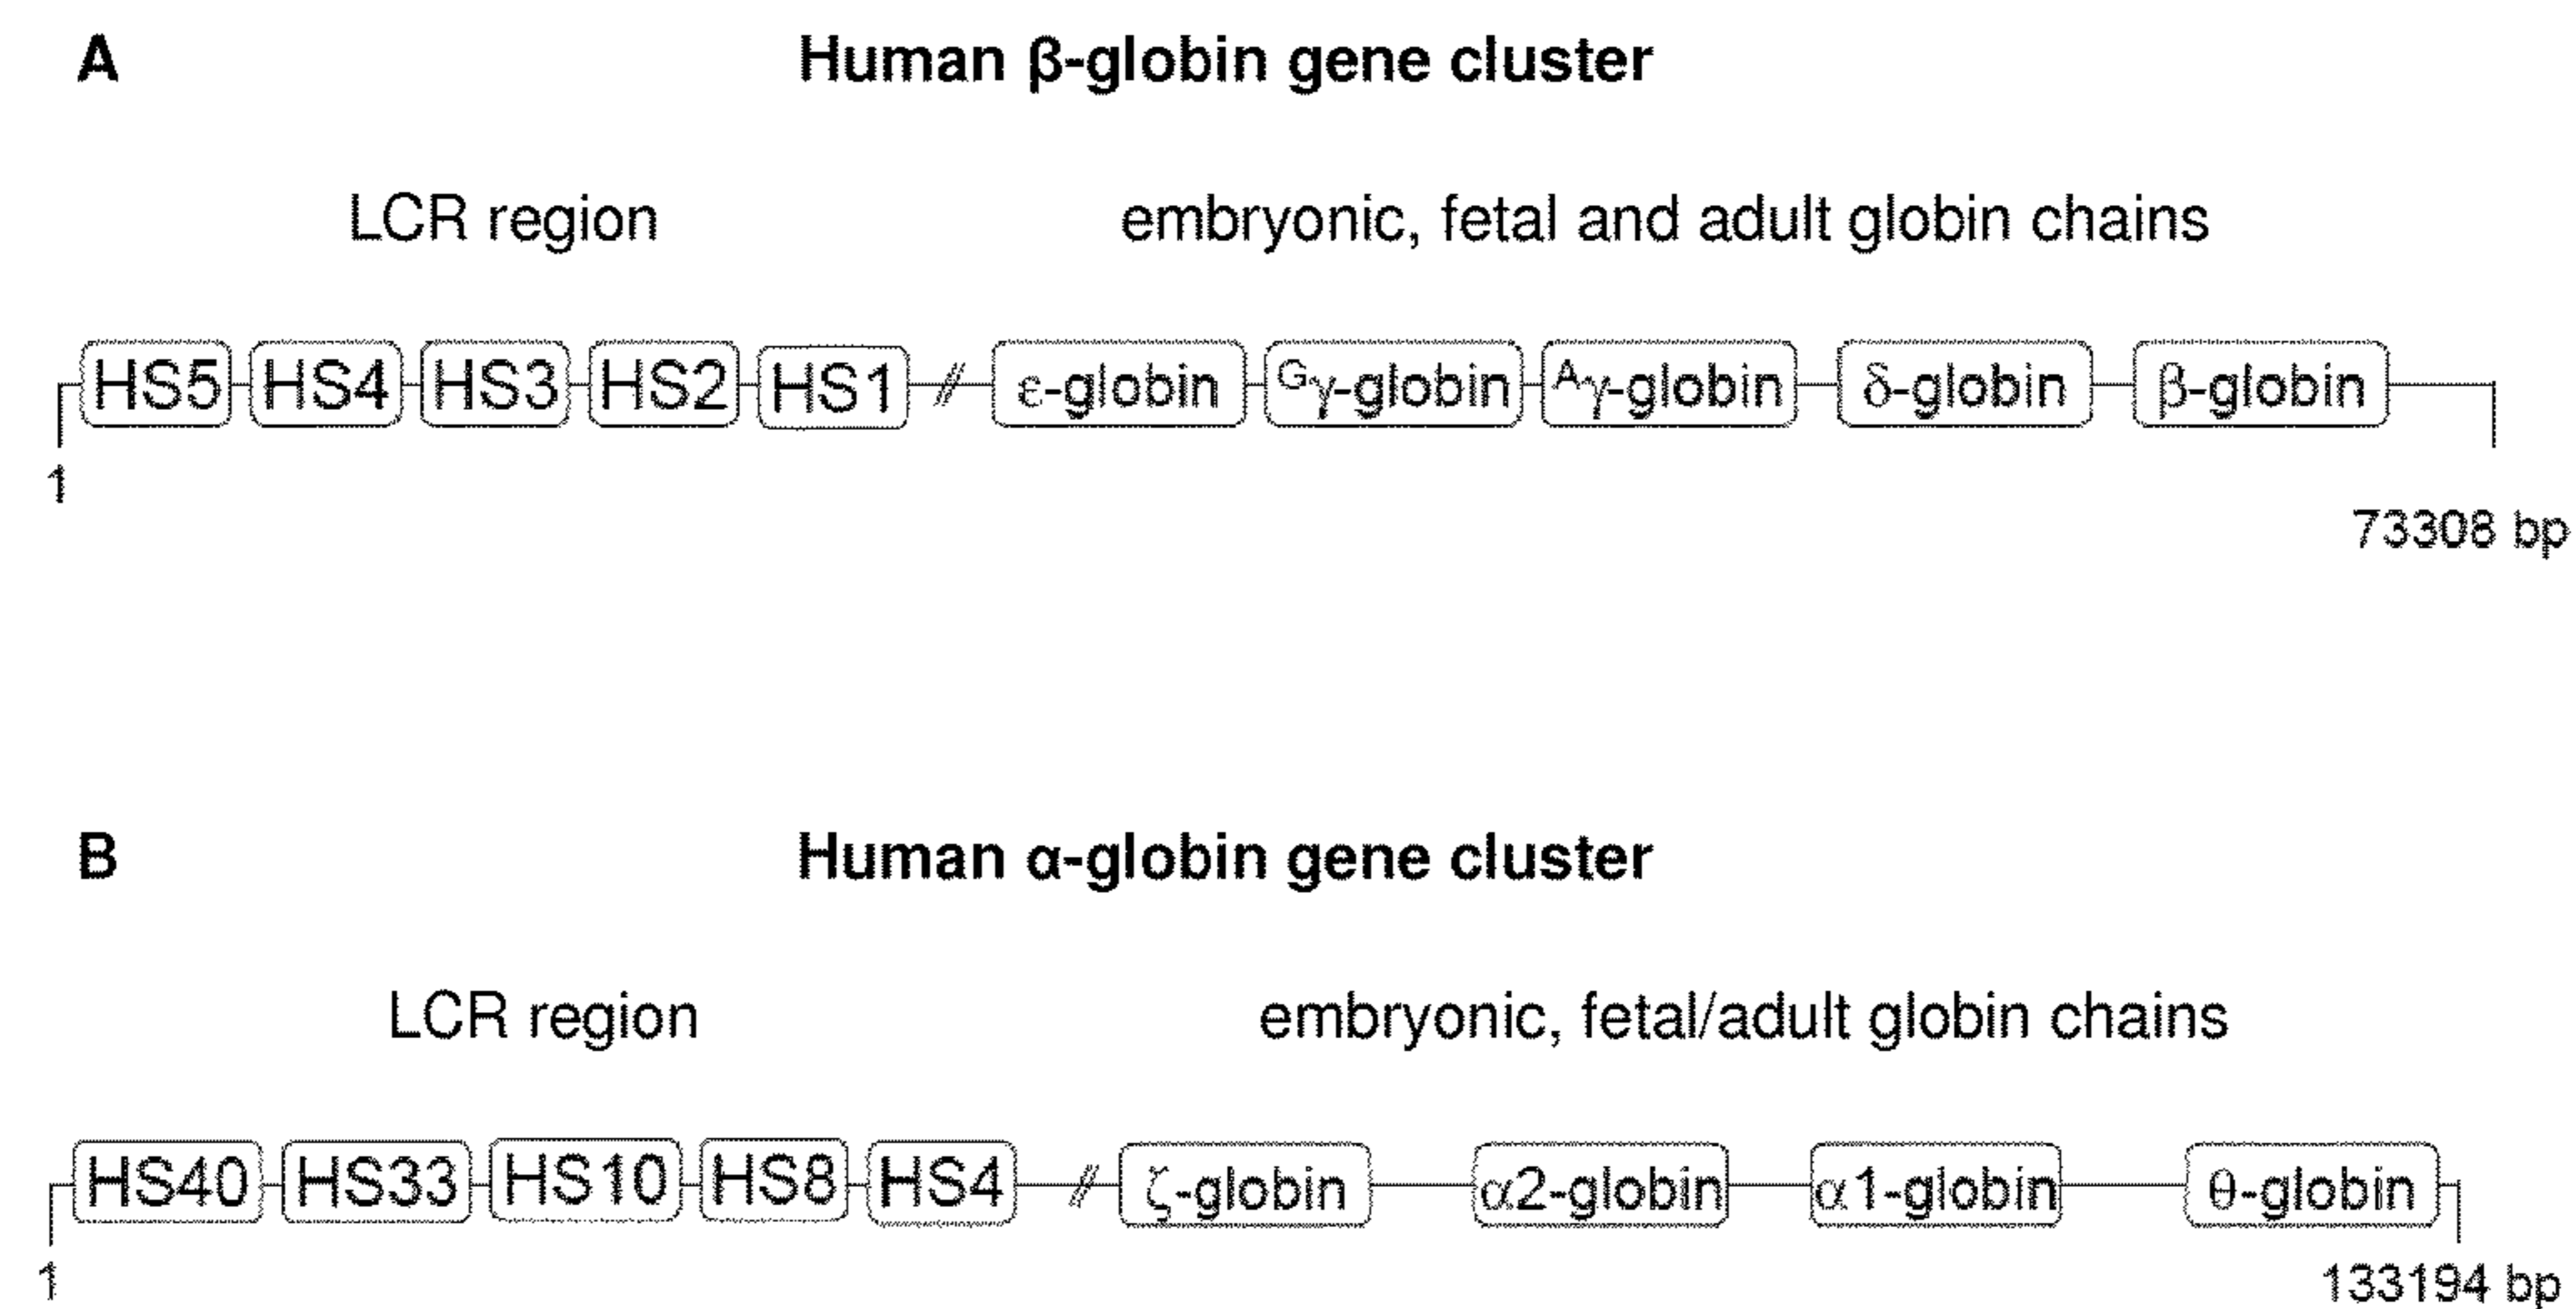 A Human β-globin gene cluster
LCR region embryonic, fetal and adult globin chains
HS5 HS4 HS3 HS2 HS1 // ε-globin Gγ-globin Aγ-globin δ-globin β-globin
1
73308 bp
B Human α-globin gene cluster
LCR region embryonic, fetal/adult globin chains
HS40 HS33 HS10 HS8 HS4 // ζ-globin α2-globin α1-globin θ-globin
1 133194 bp